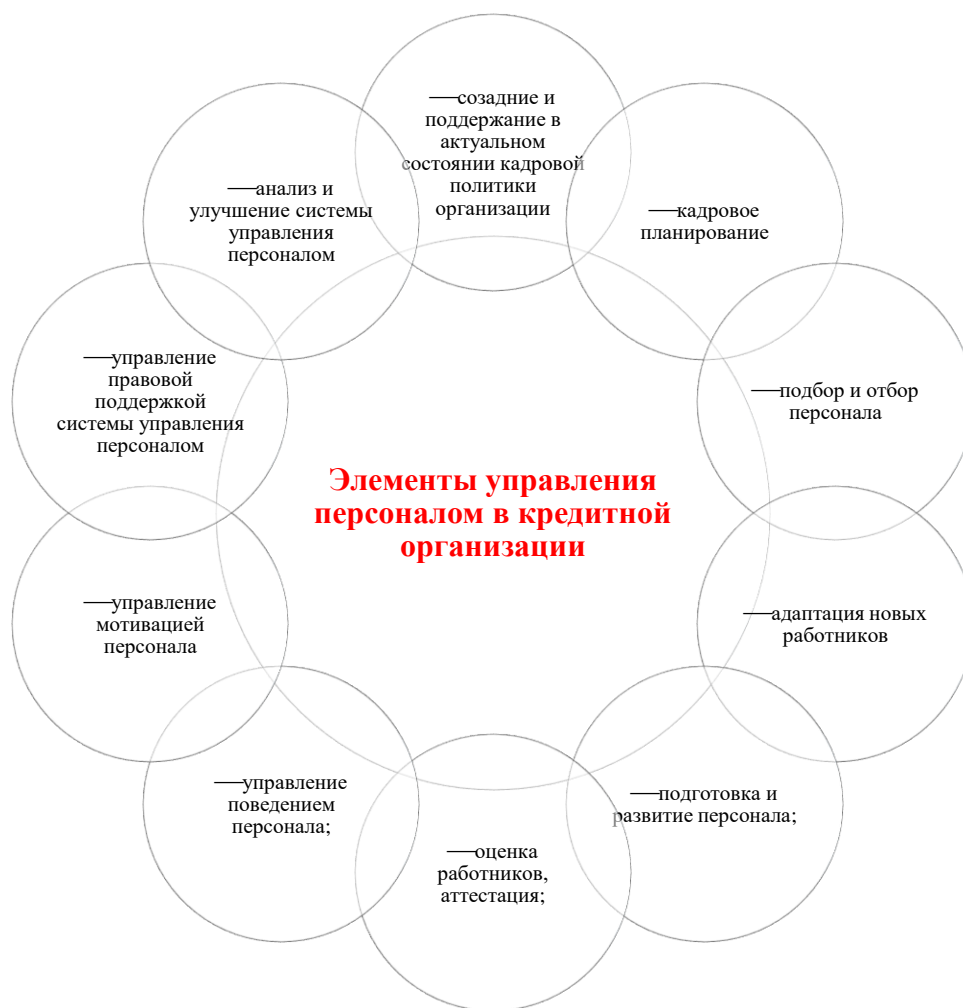 ──созадние и
поддержание в
актуальном
состоянии кадровой
политики
организации
──кадровое
планирование
──подбор и отбор
персонала
──адаптация новых
работников
──подготовка и
развитие персонала;
──оценка
работников,
аттестация;
──управление
поведением
персонала;
──управление
мотивацией
персонала
──управление
правовой
поддержкой
системы управления
персоналом
──анализ и
улучшение системы
управления
персоналом
Элементы управления
персоналом в кредитной
организации